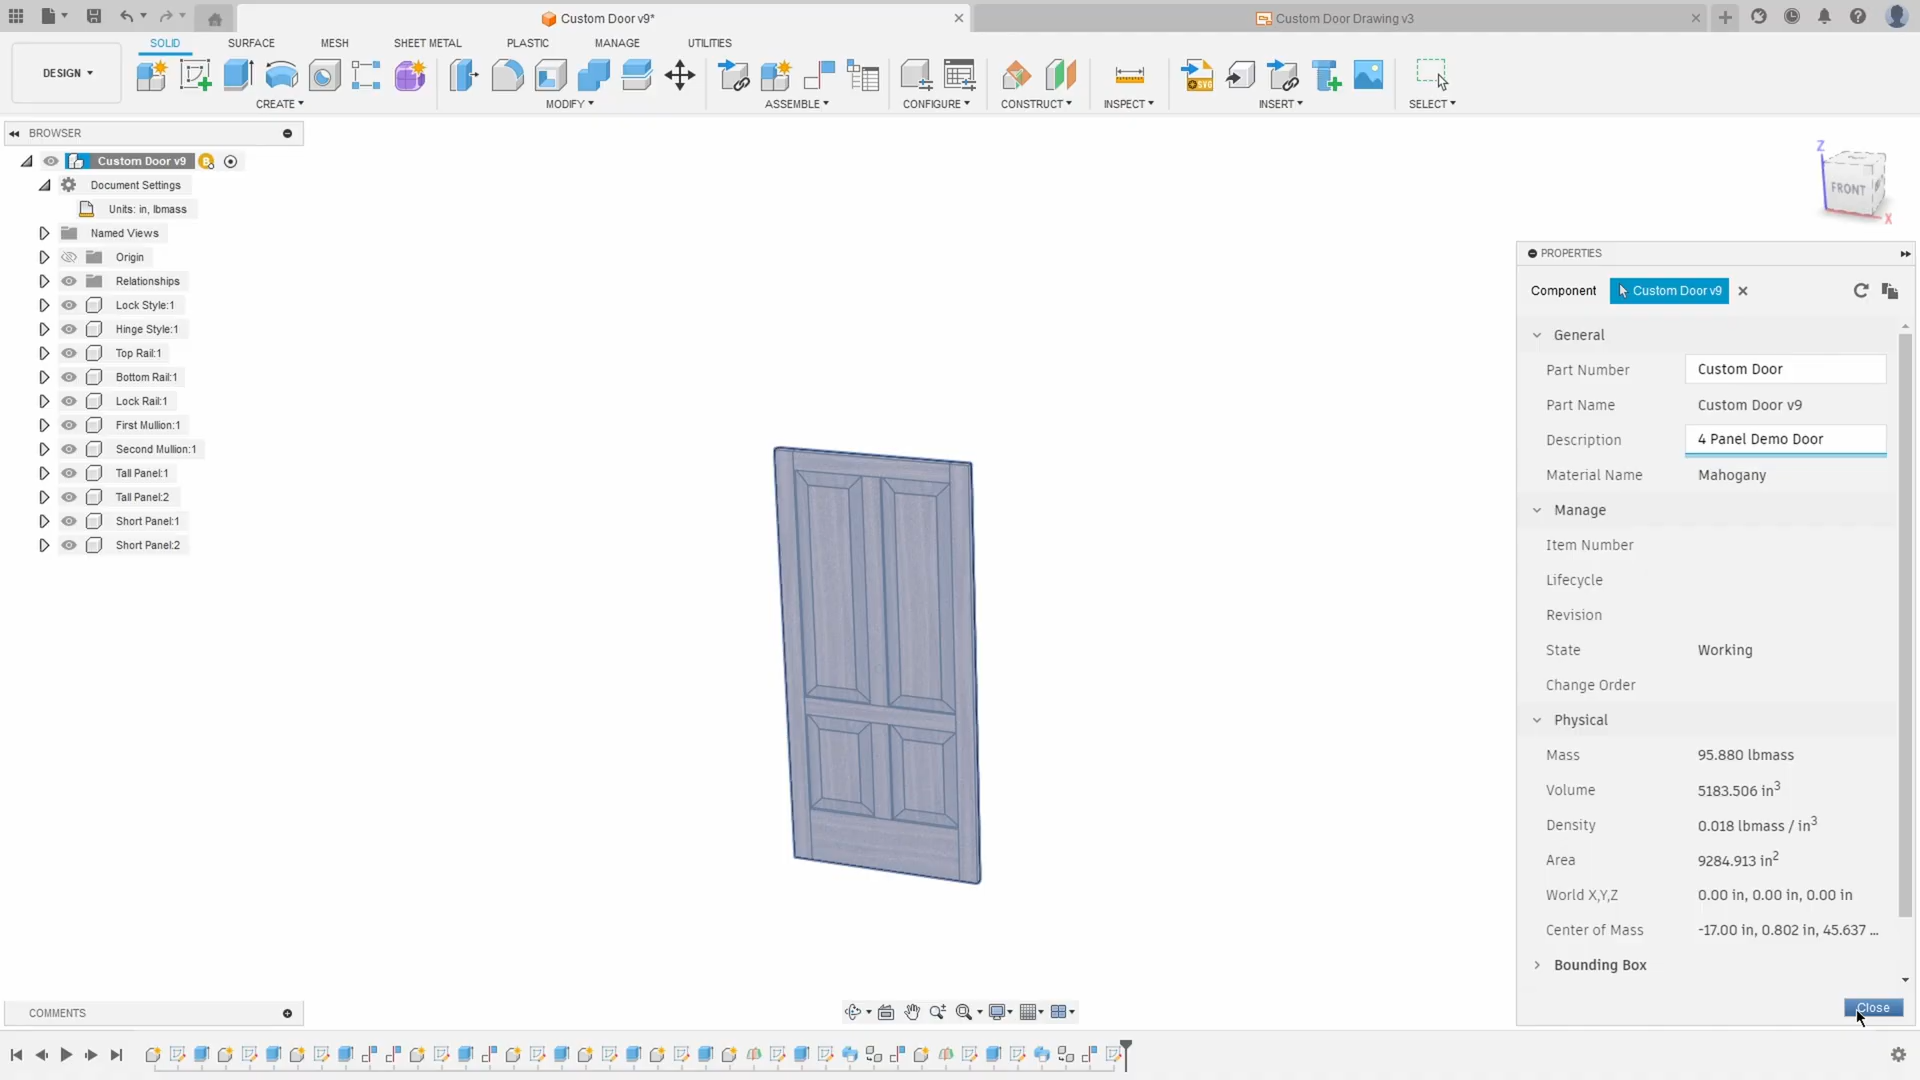 Custom Door v9*
Custom Door Drawing v3
DESIGN
SOLID
SURFACE
MESH
SHEET METAL
PLASTIC
MANAGE
UTILITIES
CREATE
MODIFY
ASSEMBLE
CONFIGURE
CONSTRUCT
INSPECT
INSERT
SELECT
BROWSER
Custom Door v9
Document Settings
Units: in, lbmass
Named Views
Origin
Relationships
Lock Style:1
Hinge Style:1
Top Rail:1
Bottom Rail:1
Lock Rail:1
First Mullion:1
Second Mullion:1
Tall Panel:1
Tall Panel:2
Short Panel:1
Short Panel:2
Z
FRONT
X
PROPERTIES
Component Custom Door v9
General
Part Number Custom Door
Part Name Custom Door v9
Description 4 Panel Demo Door
Material Name Mahogany
Manage
Item Number
Lifecycle
Revision
State Working
Change Order
Physical
Mass 95.880 lbmass
Volume 5183.506 in³
Density 0.018 lbmass / in³
Area 9284.913 in²
World X,Y,Z 0.00 in, 0.00 in, 0.00 in
Center of Mass -17.00 in, 0.802 in, 45.637 ...
Bounding Box
Close
COMMENTS